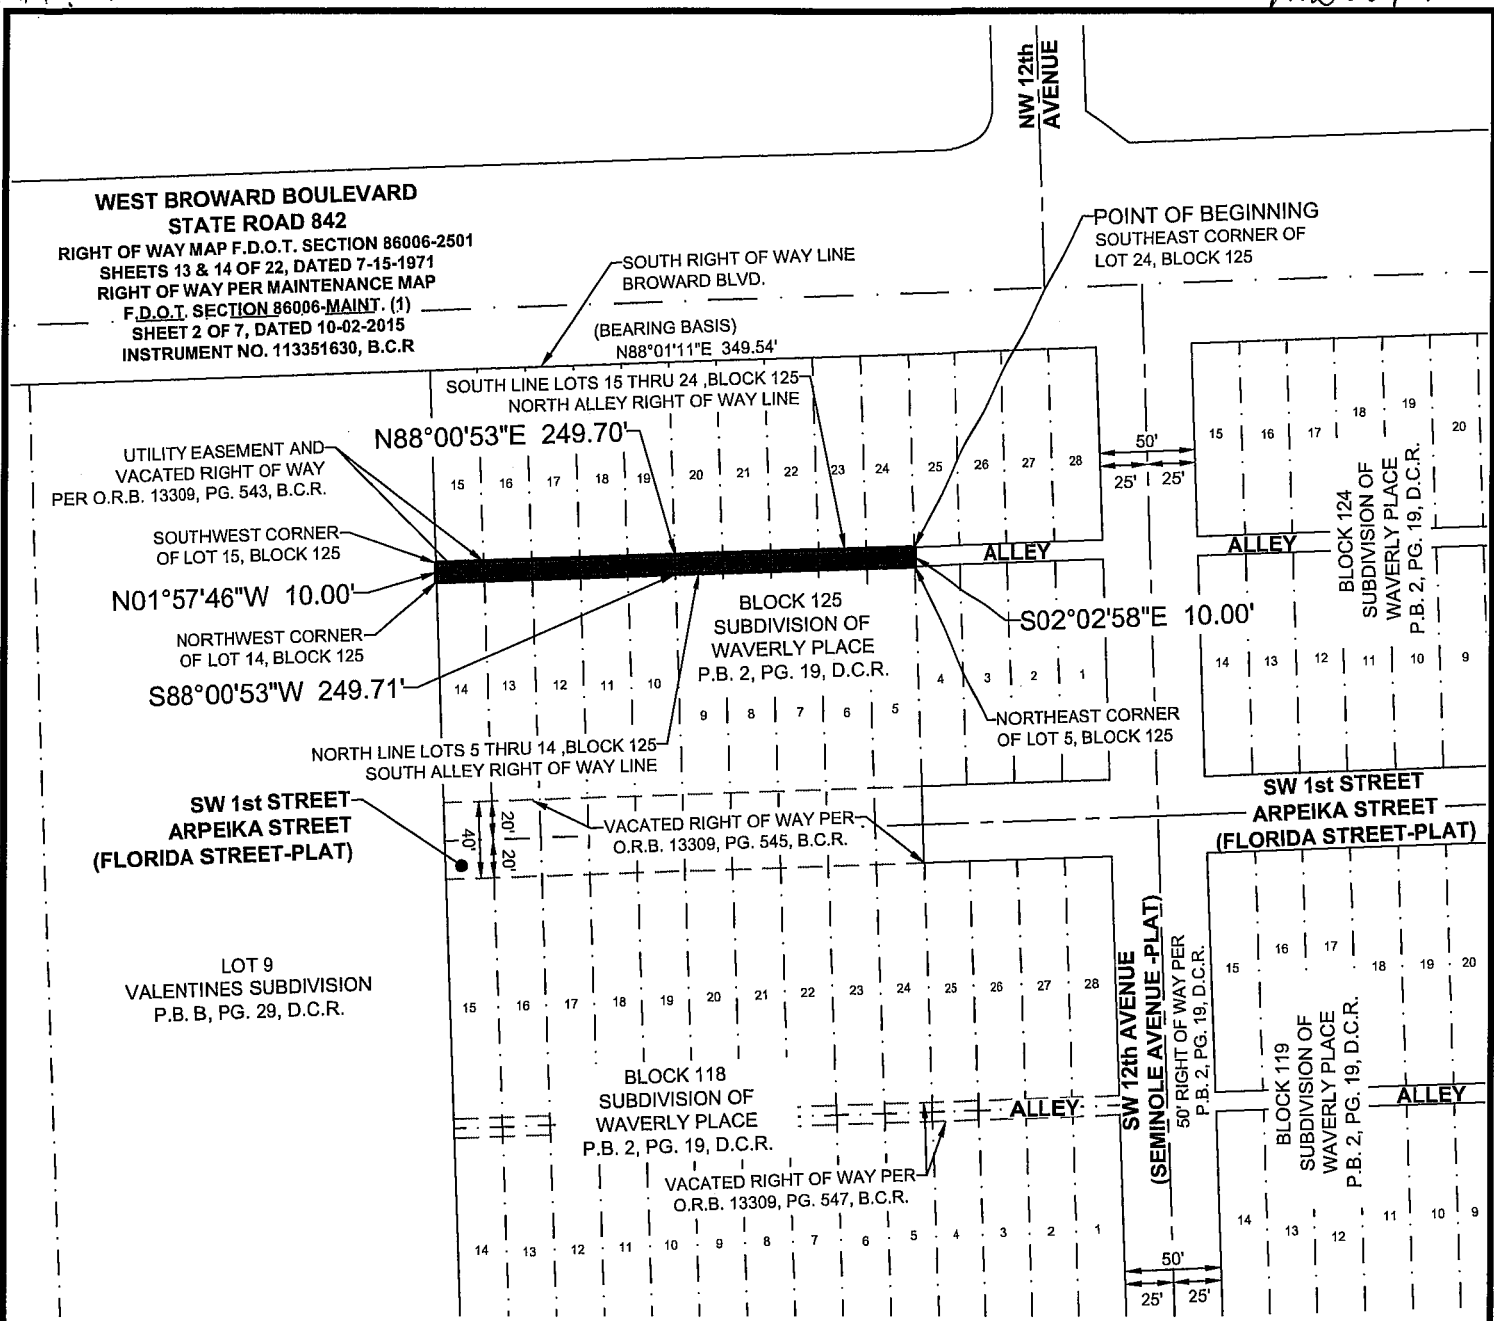 NW 12th
AVENUE
WEST BROWARD BOULEVARD
STATE ROAD 842
RIGHT OF WAY MAP F.D.O.T. SECTION 86006-2501
SHEETS 13 & 14 OF 22, DATED 7-15-1971
RIGHT OF WAY PER MAINTENANCE MAP
F.D.O.T. SECTION 86006-MAINT. (1)
SHEET 2 OF 7, DATED 10-02-2015
INSTRUMENT NO. 113351630, B.C.R
SOUTH RIGHT OF WAY LINE
BROWARD BLVD.
POINT OF BEGINNING
SOUTHEAST CORNER OF
LOT 24, BLOCK 125
(BEARING BASIS)
N88°01'11"E 349.54'
SOUTH LINE LOTS 15 THRU 24 ,BLOCK 125
NORTH ALLEY RIGHT OF WAY LINE
N88°00'53"E 249.70'
UTILITY EASEMENT AND
VACATED RIGHT OF WAY
PER O.R.B. 13309, PG. 543, B.C.R.
15 16 17 18 19 20 21 22 23 24 25 26 27 28
50'
25' 25'
15 16 17 18 19 20
BLOCK 124
SUBDIVISION OF
WAVERLY PLACE
P.B. 2, PG. 19, D.C.R.
SOUTHWEST CORNER
OF LOT 15, BLOCK 125
ALLEY
ALLEY
N01°57'46"W 10.00'
NORTHWEST CORNER
OF LOT 14, BLOCK 125
BLOCK 125
SUBDIVISION OF
WAVERLY PLACE
P.B. 2, PG. 19, D.C.R.
S02°02'58"E 10.00'
S88°00'53"W 249.71'
14 13 12 11 10 9 8 7 6 5 4 3 2 1
14 13 12 11 10 9
NORTHEAST CORNER
OF LOT 5, BLOCK 125
NORTH LINE LOTS 5 THRU 14 ,BLOCK 125
SOUTH ALLEY RIGHT OF WAY LINE
SW 1st STREET
ARPEIKA STREET
(FLORIDA STREET-PLAT)
40'
20'
20'
VACATED RIGHT OF WAY PER
O.R.B. 13309, PG. 545, B.C.R.
SW 1st STREET
ARPEIKA STREET
(FLORIDA STREET-PLAT)
LOT 9
VALENTINES SUBDIVISION
P.B. B, PG. 29, D.C.R.
15 16 17 18 19 20 21 22 23 24 25 26 27 28
SW 12th AVENUE
(SEMINOLE AVENUE -PLAT)
50' RIGHT OF WAY PER
P.B. 2, PG. 19, D.C.R.
15 16 17 18 19 20
BLOCK 119
SUBDIVISION OF
WAVERLY PLACE
P.B. 2, PG. 19, D.C.R.
BLOCK 118
SUBDIVISION OF
WAVERLY PLACE
P.B. 2, PG. 19, D.C.R.
ALLEY
ALLEY
VACATED RIGHT OF WAY PER
O.R.B. 13309, PG. 547, B.C.R.
14 13 12 11 10 9 8 7 6 5 4 3 2 1
14 13 12 11 10 9
50'
25' 25'